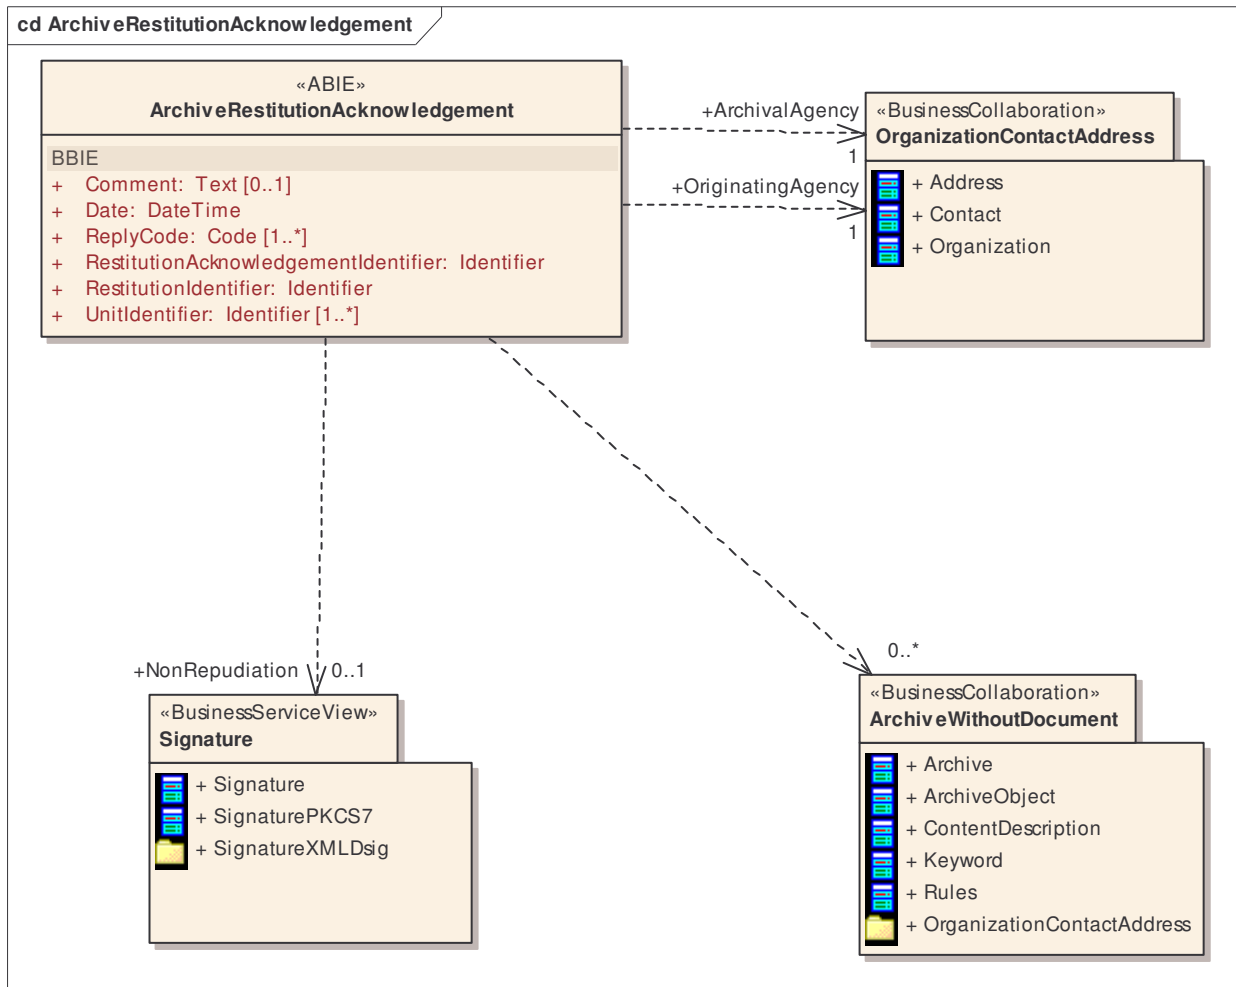 cd ArchiveRestitutionAcknowledgement
«ABIE»
ArchiveRestitutionAcknowledgement
BBIE
+ Comment: Text [0..1]
+ Date: DateTime
+ ReplyCode: Code [1..*]
+ RestitutionAcknowledgementIdentifier: Identifier
+ RestitutionIdentifier: Identifier
+ UnitIdentifier: Identifier [1..*]
+ArchivalAgency
1
+OriginatingAgency
1
«BusinessCollaboration»
OrganizationContactAddress
+ Address
+ Contact
+ Organization
+NonRepudiation 0..1
«BusinessServiceView»
Signature
+ Signature
+ SignaturePKCS7
+ SignatureXMLDsig
0..*
«BusinessCollaboration»
ArchiveWithoutDocument
+ Archive
+ ArchiveObject
+ ContentDescription
+ Keyword
+ Rules
+ OrganizationContactAddress